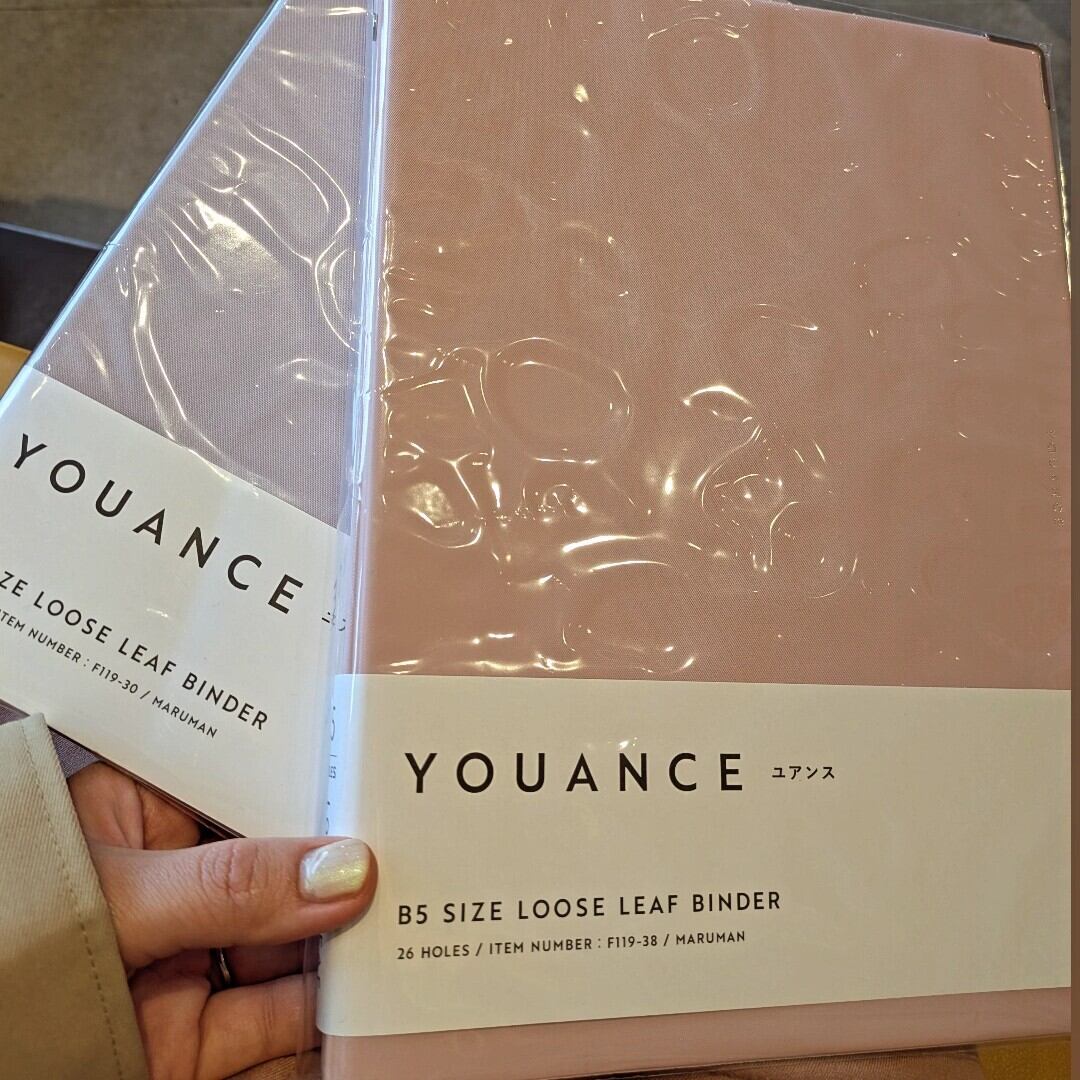 YOUANCE
ZE LOOSE LEAF BINDER
ITEM NUMBER : F119-30 / MARUMAN
YOUANCE ユアンス
B5 SIZE LOOSE LEAF BINDER
26 HOLES / ITEM NUMBER : F119-38 / MARUMAN